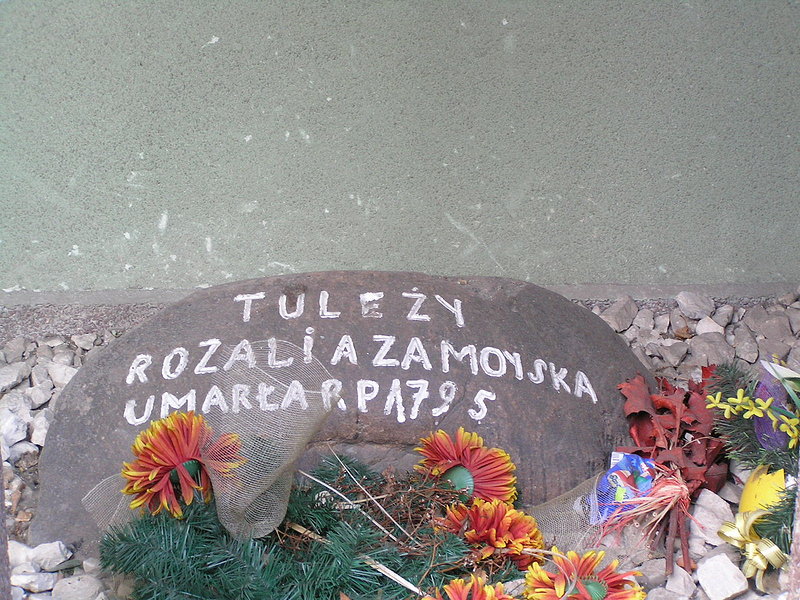 TU LEŻY
ROZALiA ZAMOYSKA
UMARŁA R P 1795